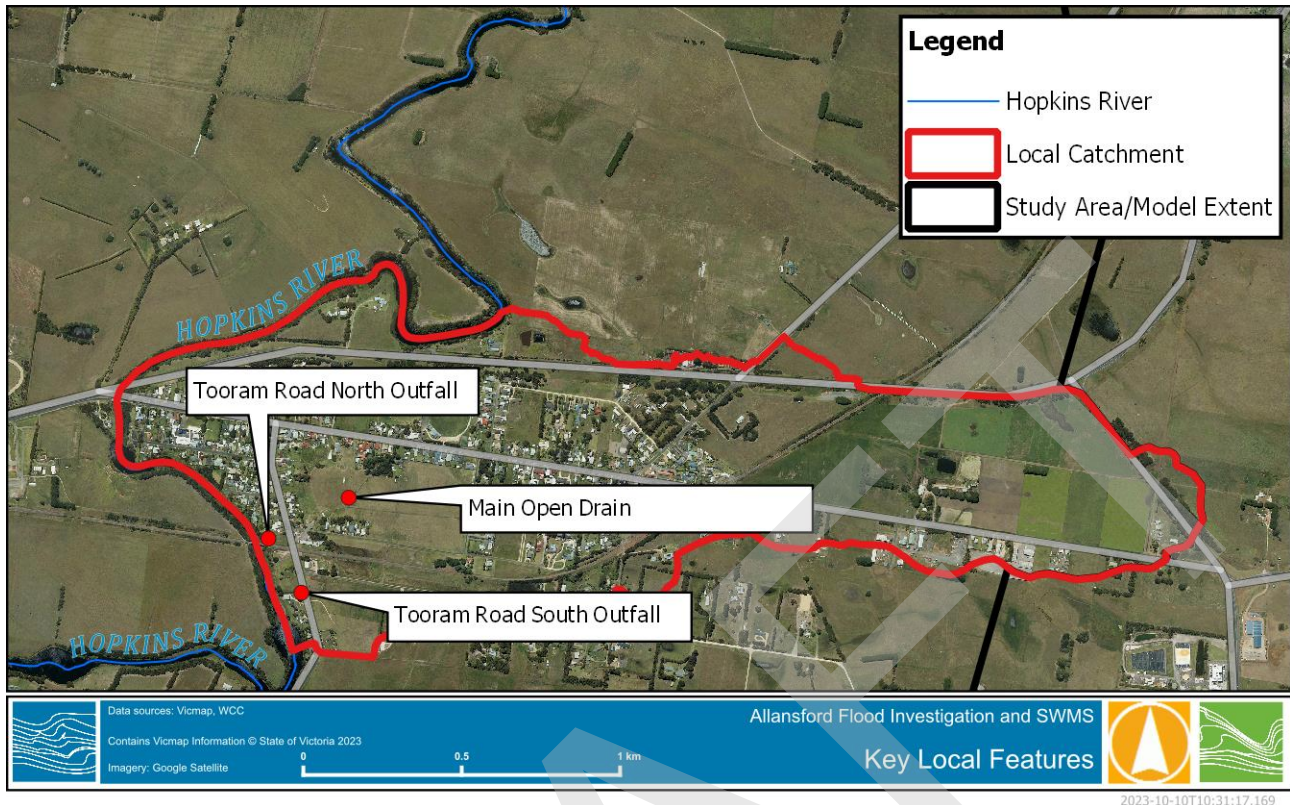 Legend
Hopkins River
Local Catchment
Study Area/Model Extent
HOPKINS RIVER
Tooram Road North Outfall
Main Open Drain
Tooram Road South Outfall
HOPKINS RIVER
Data sources: Vicmap, WCC
Contains Vicmap Information © State of Victoria 2023
Imagery: Google Satellite
0 0.5 1 km
Allansford Flood Investigation and SWMS
Key Local Features
2023-10-10T10:31:17.169